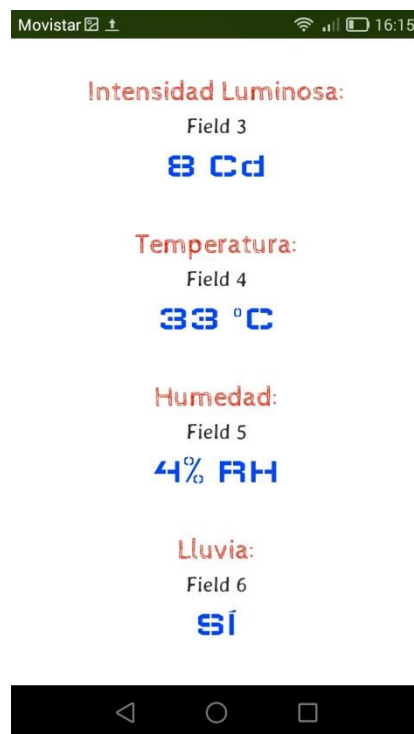 Movistar 16:15
Intensidad Luminosa:
Field 3
8 Cd
Temperatura:
Field 4
33 °C
Humedad:
Field 5
4% RH
Lluvia:
Field 6
SÍ